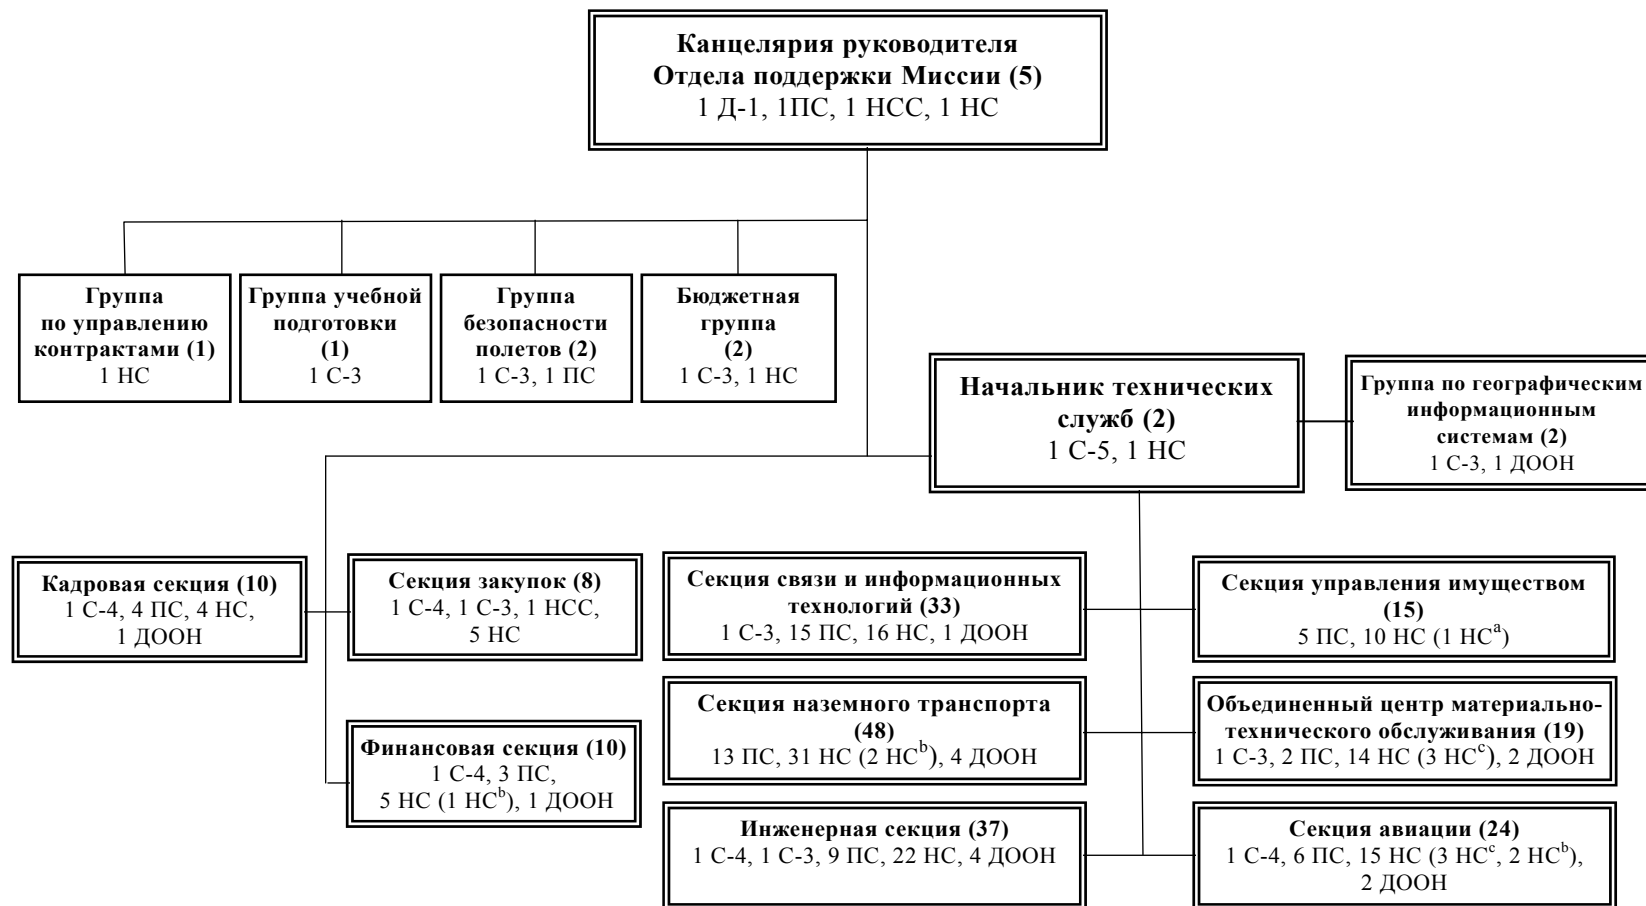 Канцелярия руководителя
Отдела поддержки Миссии (5)
1 Д-1, 1ПС, 1 НСС, 1 НС
Группа
по управлению
контрактами (1)
1 НС
Группа учебной
подготовки
(1)
1 С-3
Группа
безопасности
полетов (2)
1 С-3, 1 ПС
Бюджетная
группа
(2)
1 С-3, 1 НС
Начальник технических
служб (2)
1 С-5, 1 НС
Группа по географическим
информационным
системам (2)
1 С-3, 1 ДООН
Кадровая секция (10)
1 С-4, 4 ПС, 4 НС,
1 ДООН
Секция закупок (8)
1 С-4, 1 С-3, 1 НСС,
5 НС
Секция связи и информационных
технологий (33)
1 С-3, 15 ПС, 16 НС, 1 ДООН
Секция управления имуществом
(15)
5 ПС, 10 НС (1 НСª)
Финансовая секция (10)
1 С-4, 3 ПС,
5 НС (1 НСᵇ), 1 ДООН
Секция наземного транспорта
(48)
13 ПС, 31 НС (2 НСᵇ), 4 ДООН
Объединенный центр материально-
технического обслуживания (19)
1 С-3, 2 ПС, 14 НС (3 НСᶜ), 2 ДООН
Инженерная секция (37)
1 С-4, 1 С-3, 9 ПС, 22 НС, 4 ДООН
Секция авиации (24)
1 С-4, 6 ПС, 15 НС (3 НСᶜ, 2 НСᵇ),
2 ДООН